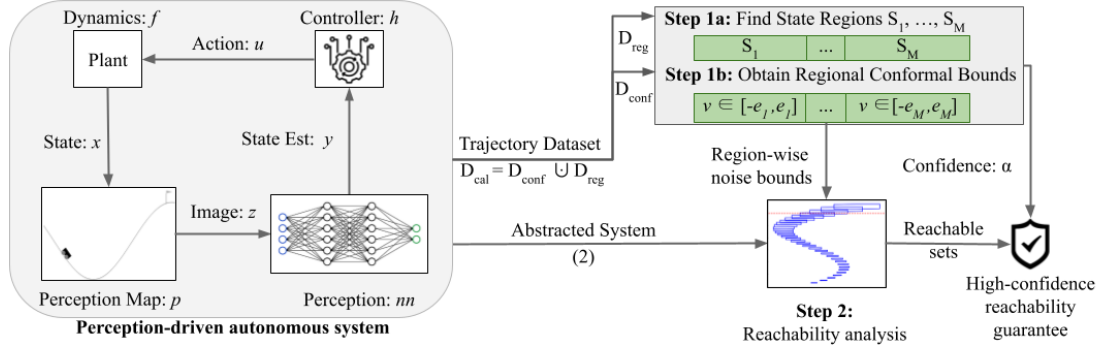 Dynamics: f
Controller: h
Action: u
Plant
State: x
State Est: y
Image: z
Perception Map: p
Perception: nn
Perception-driven autonomous system
Trajectory Dataset
D_cal = D_conf ⊍ D_reg
Abstracted System
(2)
D_reg
D_conf
Step 1a: Find State Regions S_1, ..., S_M
S_1 ... S_M
Step 1b: Obtain Regional Conformal Bounds
v ∈ [-e_1,e_1] ... v ∈[-e_M,e_M]
Region-wise
noise bounds
Confidence: α
Step 2:
Reachability analysis
Reachable
sets
High-confidence
reachability
guarantee